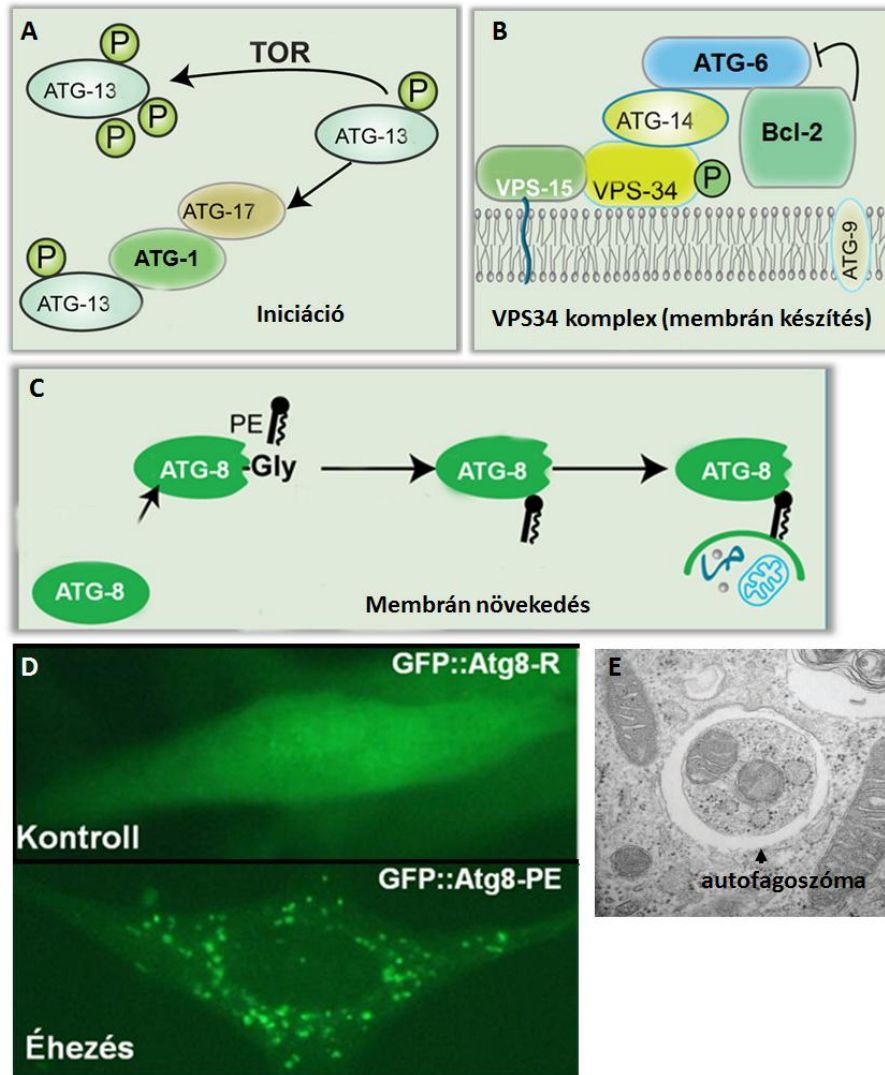 A
P
TOR
ATG-13
P
P
P
ATG-13
ATG-17
ATG-1
P
ATG-13
Iniciáció
B
ATG-6
ATG-14
Bcl-2
VPS-15
VPS-34
P
ATG-9
VPS34 komplex (membrán készítés)
C
PE
ATG-8
-Gly
ATG-8
ATG-8
ATG-8
Membrán növekedés
D
GFP::Atg8-R
Kontroll
GFP::Atg8-PE
Éhezés
E
autofagoszóma